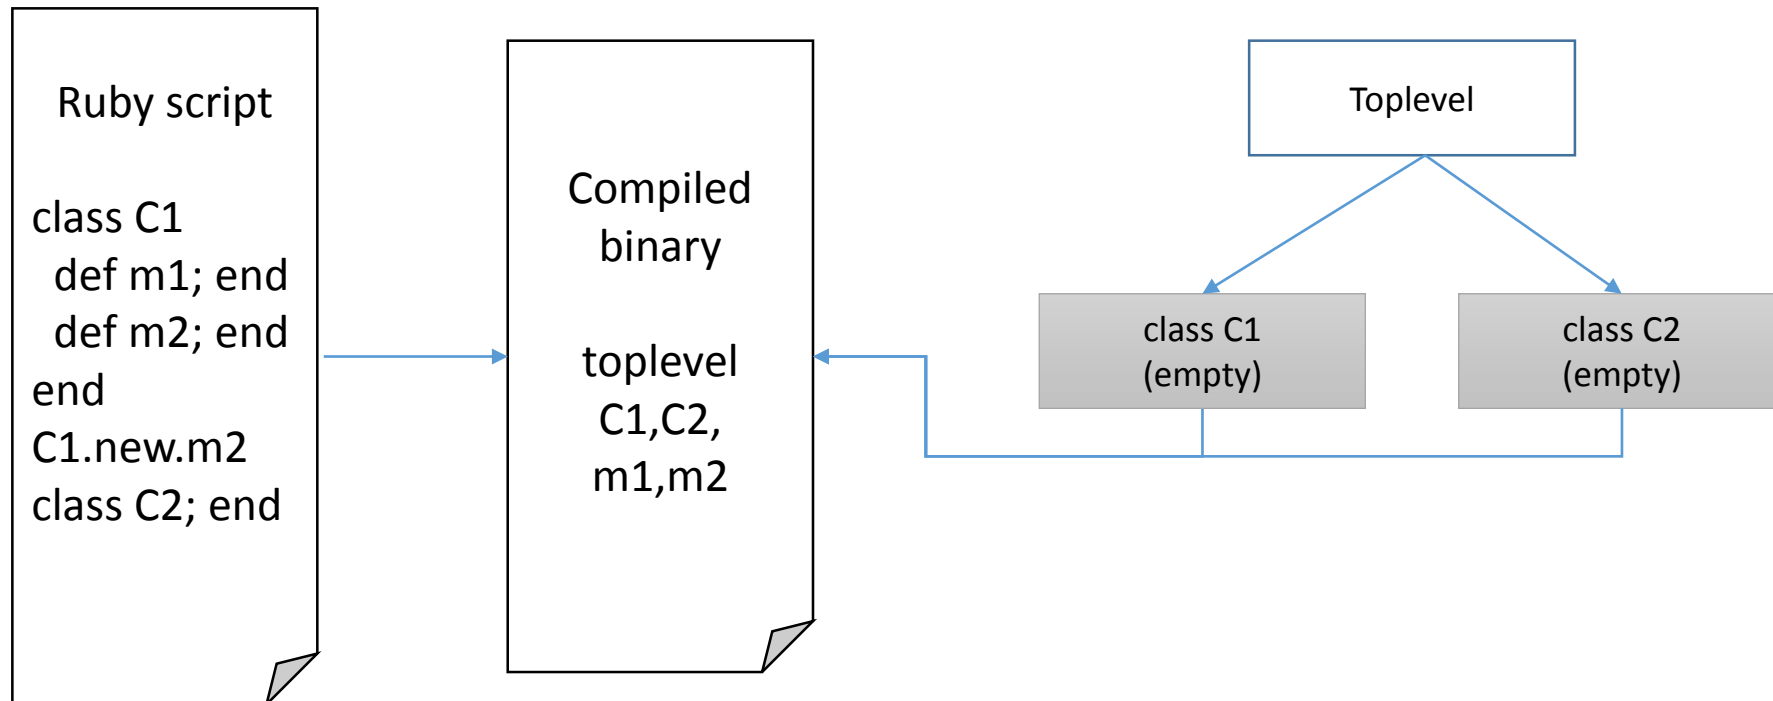 Ruby script
class C1
  def m1; end
  def m2; end
end
C1.new.m2
class C2; end
Compiled
binary
toplevel
C1,C2,
m1,m2
Toplevel
class C1
(empty)
class C2
(empty)